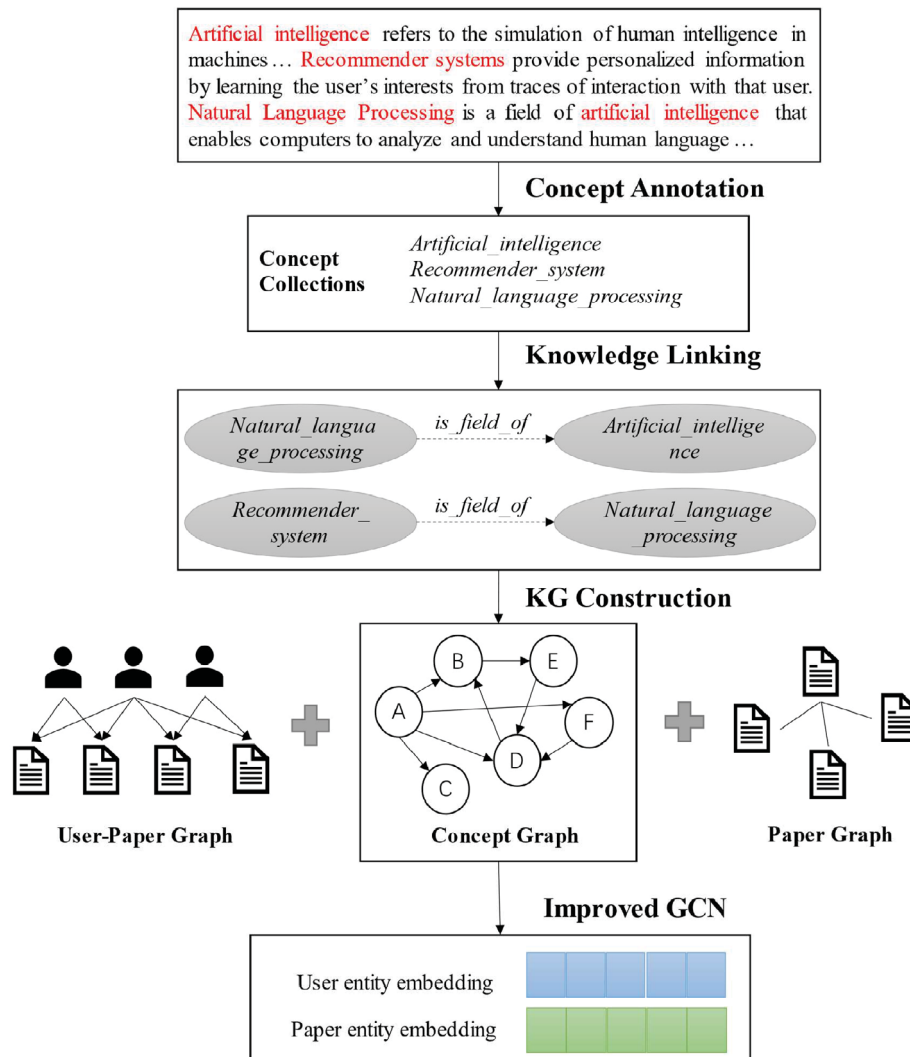 Artificial intelligence refers to the simulation of human intelligence in
machines… Recommender systems provide personalized information
by learning the user's interests from traces of interaction with that user.
Natural Language Processing is a field of artificial intelligence that
enables computers to analyze and understand human language…
Concept Annotation
Concept
Collections
Artificial_intelligence
Recommender_system
Natural_language_processing
Knowledge Linking
Natural_langua
ge_processing
is_field_of
Artificial_intellige
nce
Recommender_
system
is_field_of
Natural_language
_processing
KG Construction
A
B
E
F
D
C
User-Paper Graph
Concept Graph
Paper Graph
Improved GCN
User entity embedding
Paper entity embedding